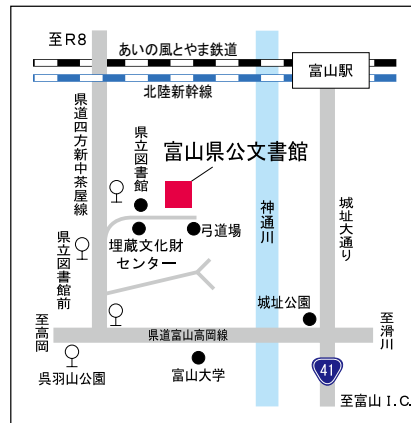 至R8
あいの風とやま鉄道
北陸新幹線
富山駅
県道四方新中茶屋線
県立図書館
富山県公文書館
県立図書館前
埋蔵文化財
センター
弓道場
神通川
城址大通り
城址公園
至高岡
県道富山高岡線
至滑川
呉羽山公園
富山大学
41
至富山I.C.